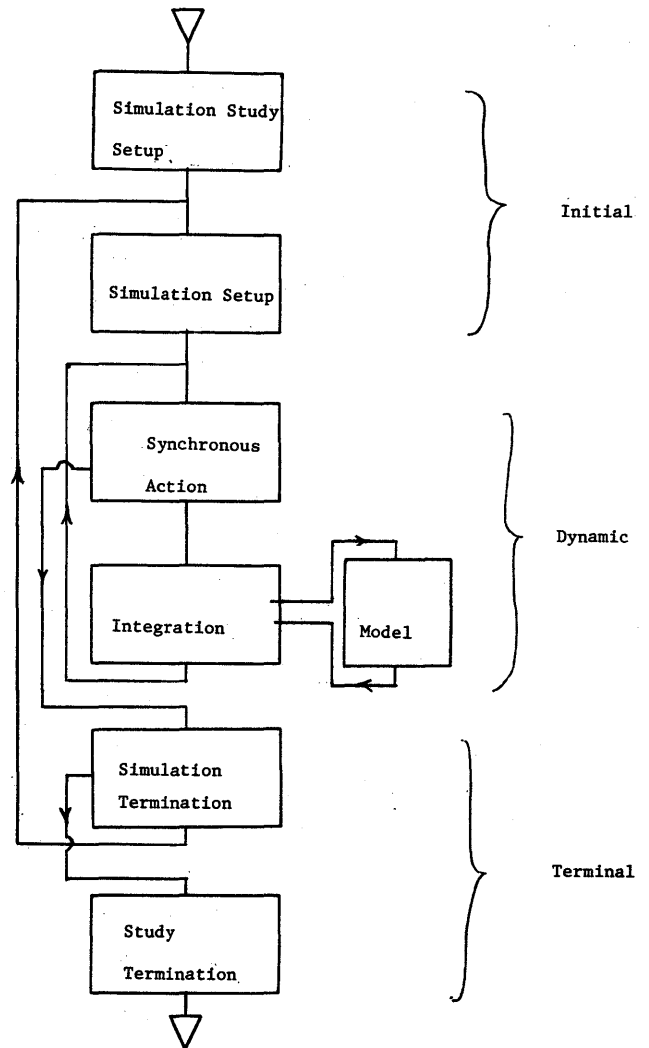 Simulation Study
Setup
Initial
Simulation Setup
Synchronous
Action
Dynamic
Integration
Model
Simulation
Termination
Terminal
Study
Termination